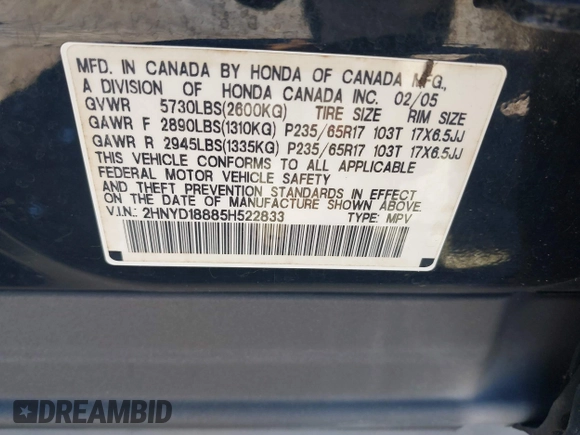 MFD. IN CANADA BY HONDA OF CANADA MFG.,
A DIVISION OF HONDA CANADA INC. 02/05
GVWR 5730LBS(2600KG) TIRE SIZE RIM SIZE
GAWR F 2890LBS(1310KG) P235/65R17 103T 17X6.5JJ
GAWR R 2945LBS(1335KG) P235/65R17 103T 17X6.5JJ
THIS VEHICLE CONFORMS TO ALL APPLICABLE
FEDERAL MOTOR VEHICLE SAFETY
AND THEFT PREVENTION STANDARDS IN EFFECT
ON THE DATE OF MANUFACTURE SHOWN ABOVE.
V.I.N.: 2HNYD18885H522833 TYPE: MPV
DREAMBID